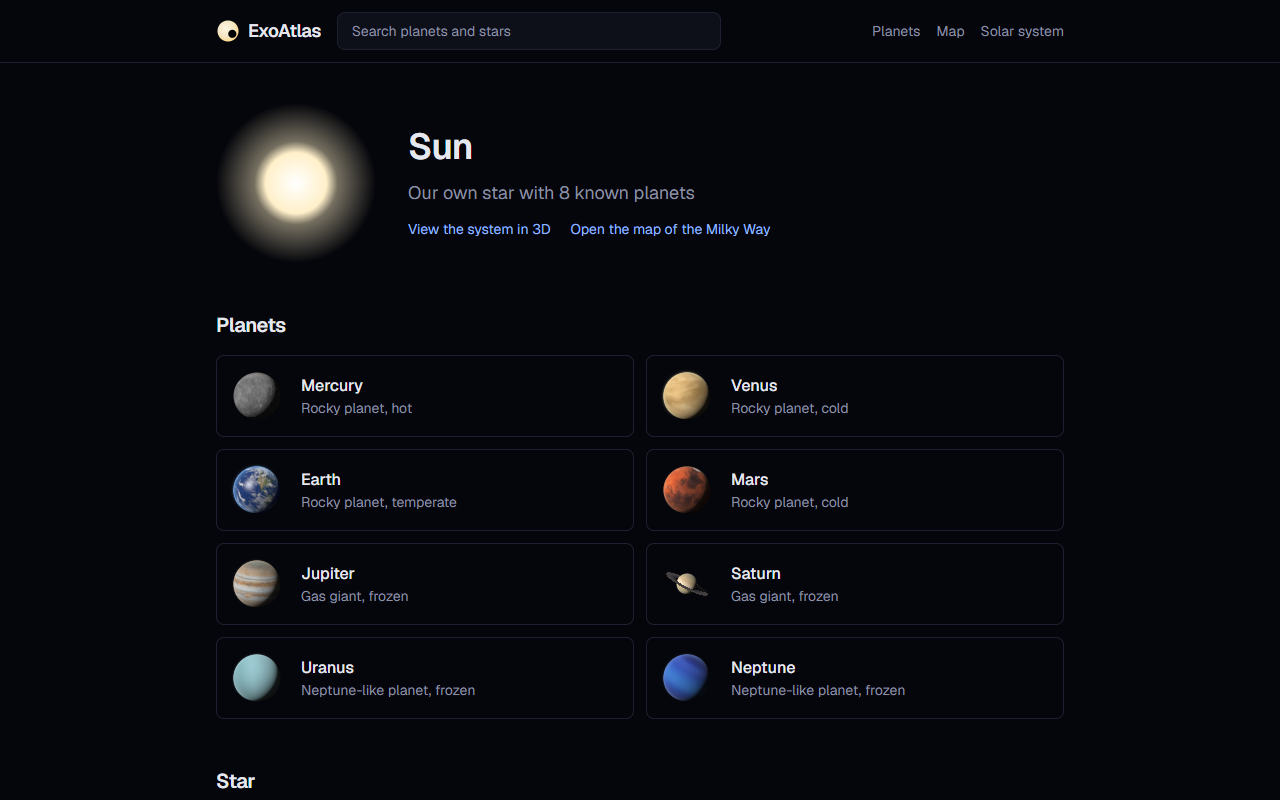 ExoAtlas
Search planets and stars
Planets
Map
Solar system
Sun
Our own star with 8 known planets
View the system in 3D
Open the map of the Milky Way
Planets
Mercury
Rocky planet, hot
Venus
Rocky planet, cold
Earth
Rocky planet, temperate
Mars
Rocky planet, cold
Jupiter
Gas giant, frozen
Saturn
Gas giant, frozen
Uranus
Neptune-like planet, frozen
Neptune
Neptune-like planet, frozen
Star